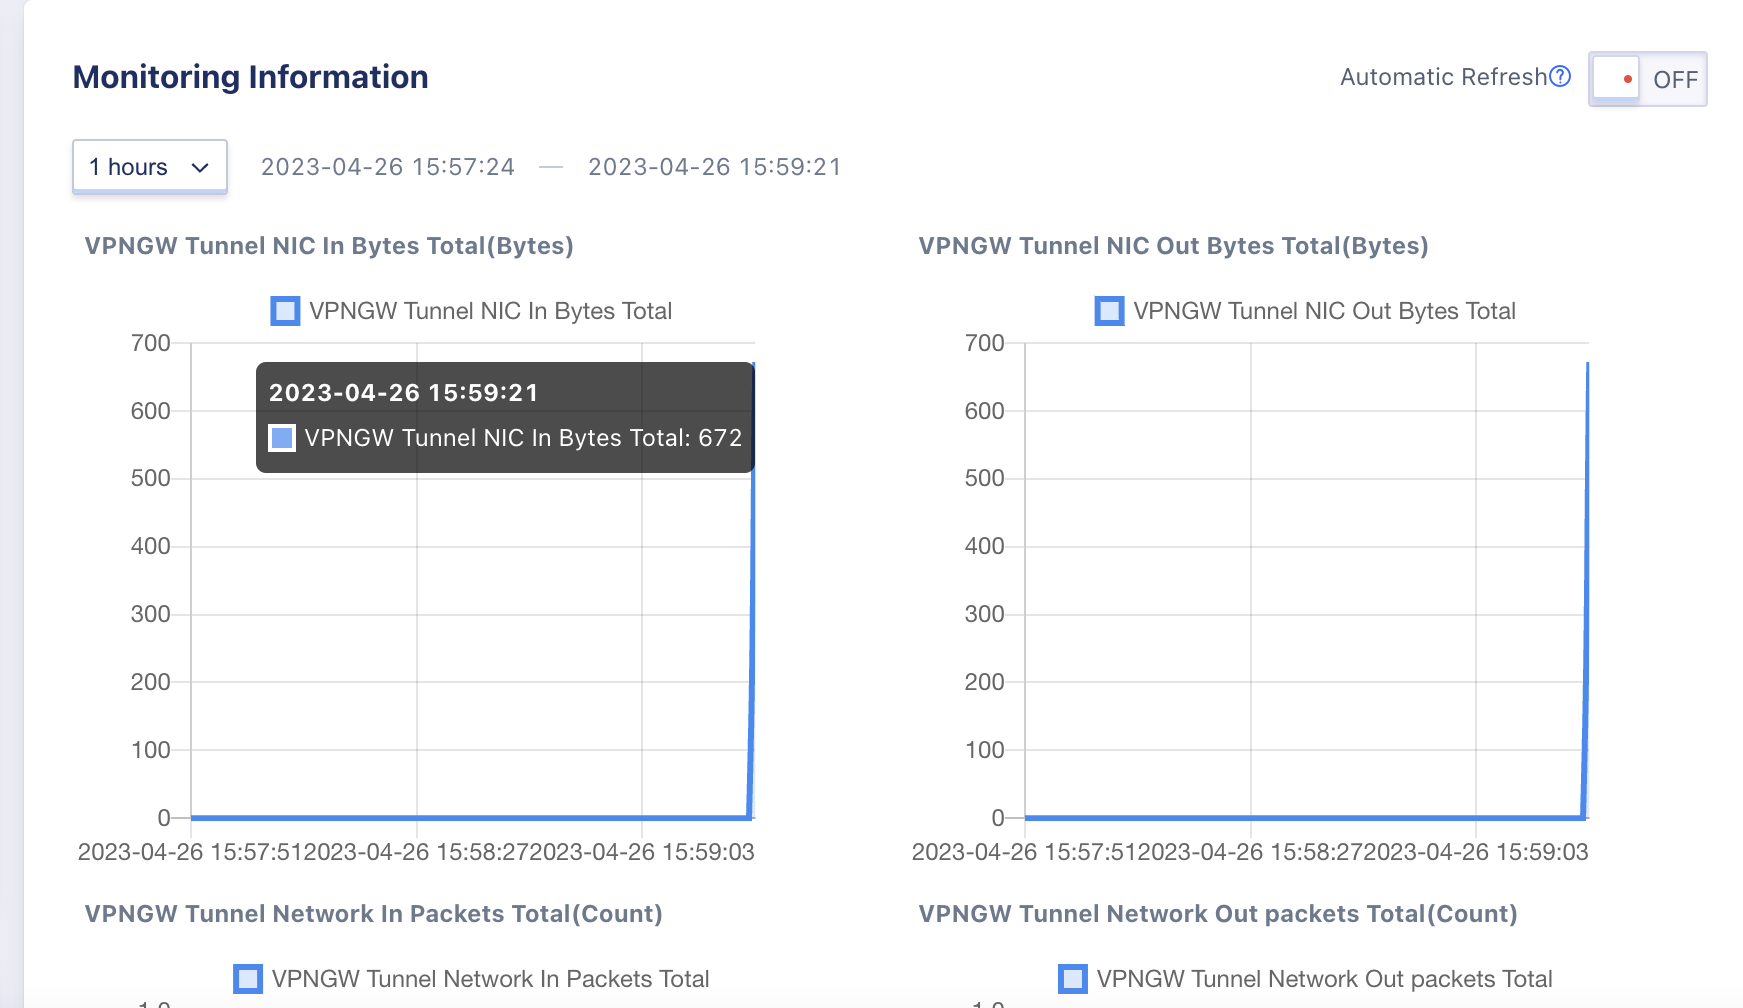 Monitoring Information
Automatic Refresh
OFF
1 hours
2023-04-26 15:57:24 — 2023-04-26 15:59:21
VPNGW Tunnel NIC In Bytes Total(Bytes)
VPNGW Tunnel NIC In Bytes Total
700
600
500
400
300
200
100
0
2023-04-26 15:59:21
VPNGW Tunnel NIC In Bytes Total: 672
2023-04-26 15:57:51 2023-04-26 15:58:27 2023-04-26 15:59:03
VPNGW Tunnel NIC Out Bytes Total(Bytes)
VPNGW Tunnel NIC Out Bytes Total
700
600
500
400
300
200
100
0
2023-04-26 15:57:51 2023-04-26 15:58:27 2023-04-26 15:59:03
VPNGW Tunnel Network In Packets Total(Count)
VPNGW Tunnel Network In Packets Total
VPNGW Tunnel Network Out packets Total(Count)
VPNGW Tunnel Network Out packets Total